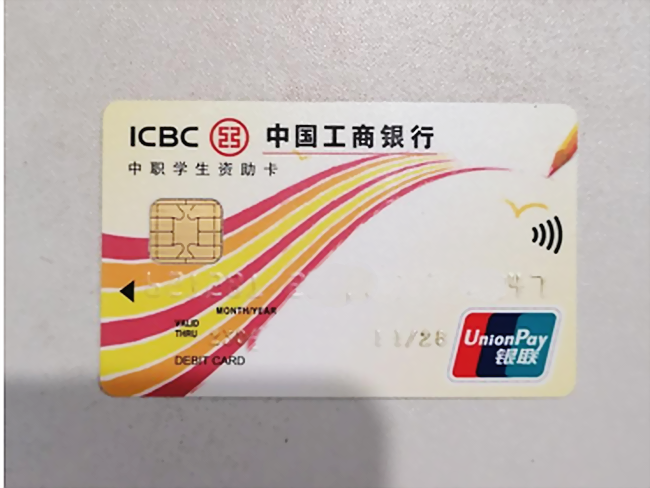 ICBC 中国工商银行
中职学生资助卡
MONTH/YEAR
VALID
THRU
11/28
DEBIT CARD
UnionPay
银联